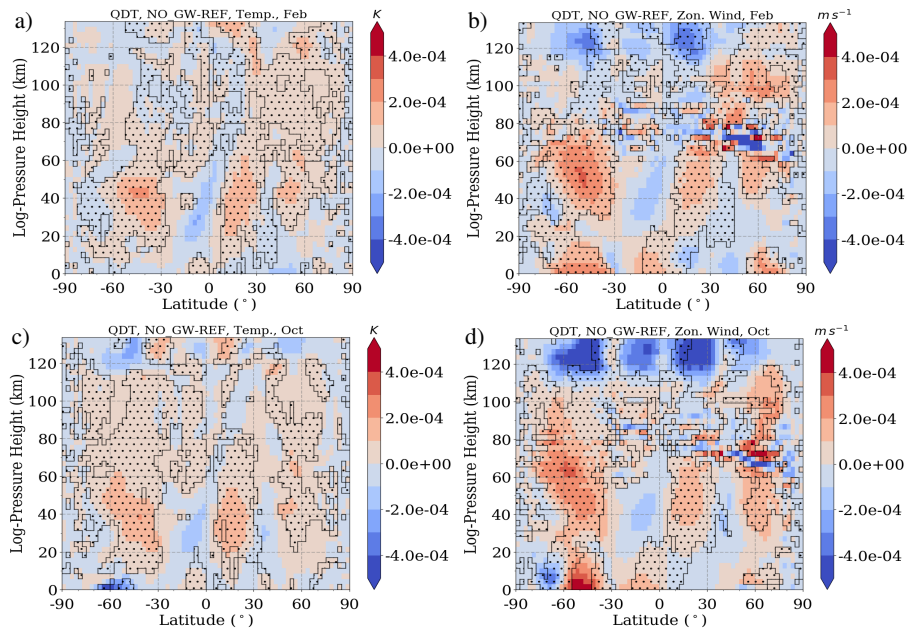 a)
QDT, NO_GW-REF, Temp., Feb
K
Log-Pressure Height (km)
120
100
80
60
40
20
0
-90 -60 -30 0 30 60 90
Latitude (°)
4.0e-04
2.0e-04
0.0e+00
-2.0e-04
-4.0e-04
b)
QDT, NO_GW-REF, Zon. Wind, Feb
m s⁻¹
Log-Pressure Height (km)
120
100
80
60
40
20
0
-90 -60 -30 0 30 60 90
Latitude (°)
4.0e-04
2.0e-04
0.0e+00
-2.0e-04
-4.0e-04
c)
QDT, NO_GW-REF, Temp., Oct
K
Log-Pressure Height (km)
120
100
80
60
40
20
0
-90 -60 -30 0 30 60 90
Latitude (°)
4.0e-04
2.0e-04
0.0e+00
-2.0e-04
-4.0e-04
d)
QDT, NO_GW-REF, Zon. Wind, Oct
m s⁻¹
Log-Pressure Height (km)
120
100
80
60
40
20
0
-90 -60 -30 0 30 60 90
Latitude (°)
4.0e-04
2.0e-04
0.0e+00
-2.0e-04
-4.0e-04